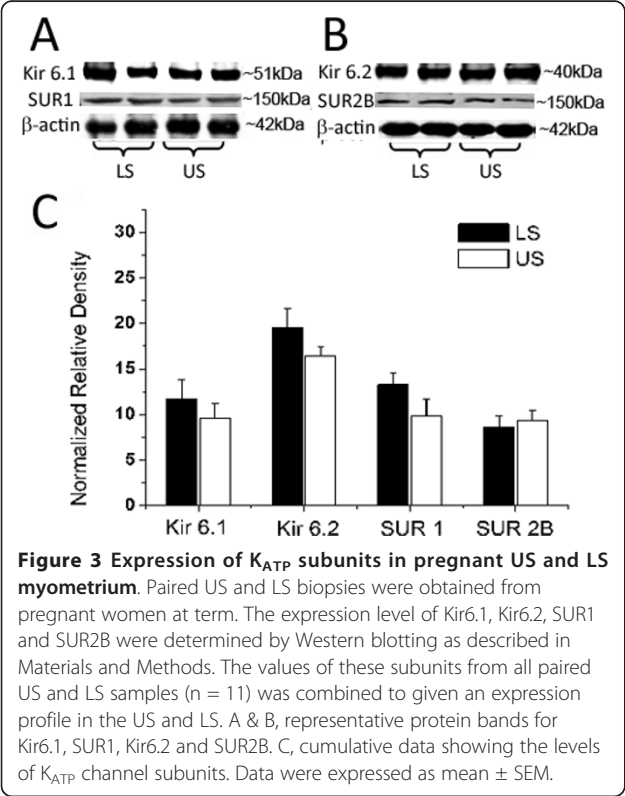 A
B
Kir 6.1 ~51kDa
Kir 6.2 ~40kDa
SUR1 ~150kDa
SUR2B ~150kDa
β-actin ~42kDa
β-actin ~42kDa
LS US
LS US
C
LS
US
Normalized Relative Density
30
25
20
15
10
5
0
Kir 6.1 Kir 6.2 SUR 1 SUR 2B
Figure 3 Expression of KATP subunits in pregnant US and LS
myometrium. Paired US and LS biopsies were obtained from
pregnant women at term. The expression level of Kir6.1, Kir6.2, SUR1
and SUR2B were determined by Western blotting as described in
Materials and Methods. The values of these subunits from all paired
US and LS samples (n = 11) was combined to given an expression
profile in the US and LS. A & B, representative protein bands for
Kir6.1, SUR1, Kir6.2 and SUR2B. C, cumulative data showing the levels
of KATP channel subunits. Data were expressed as mean ± SEM.